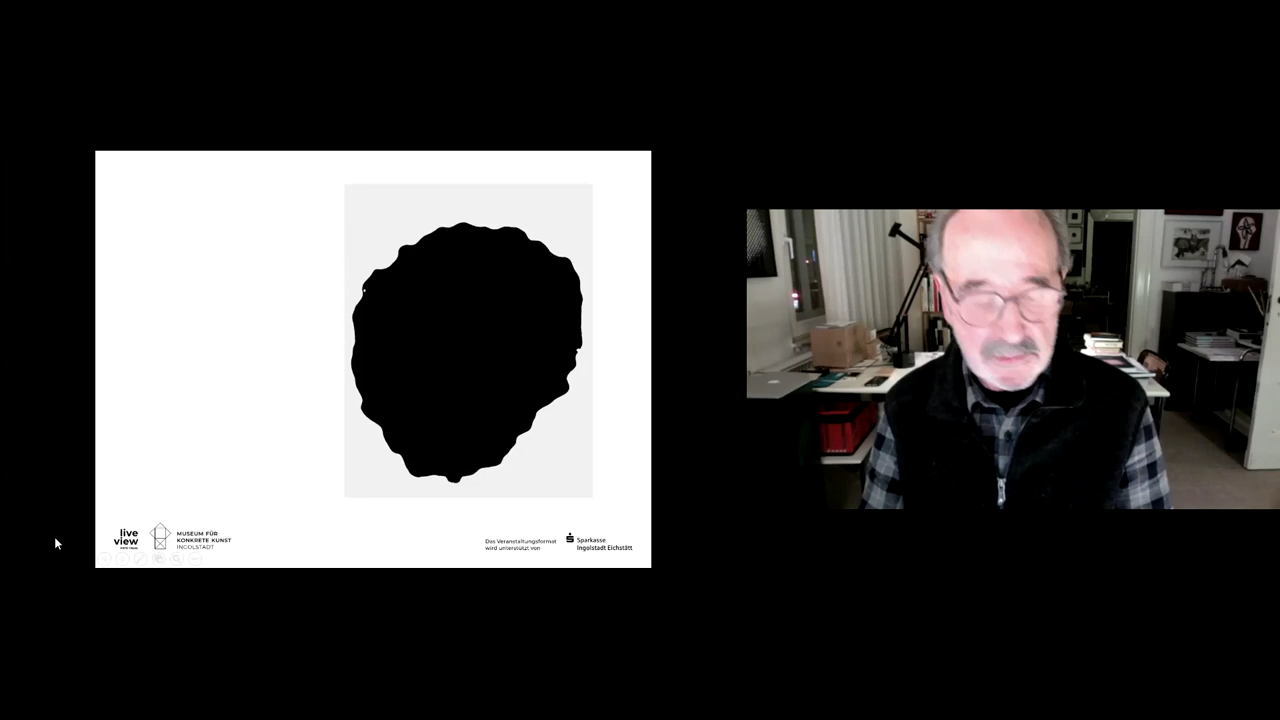 live
view
MUSEUM FÜR
KONKRETE KUNST
INGOLSTADT
Das Veranstaltungsformat
wird unterstützt von
Sparkasse
Ingolstadt Eichstätt